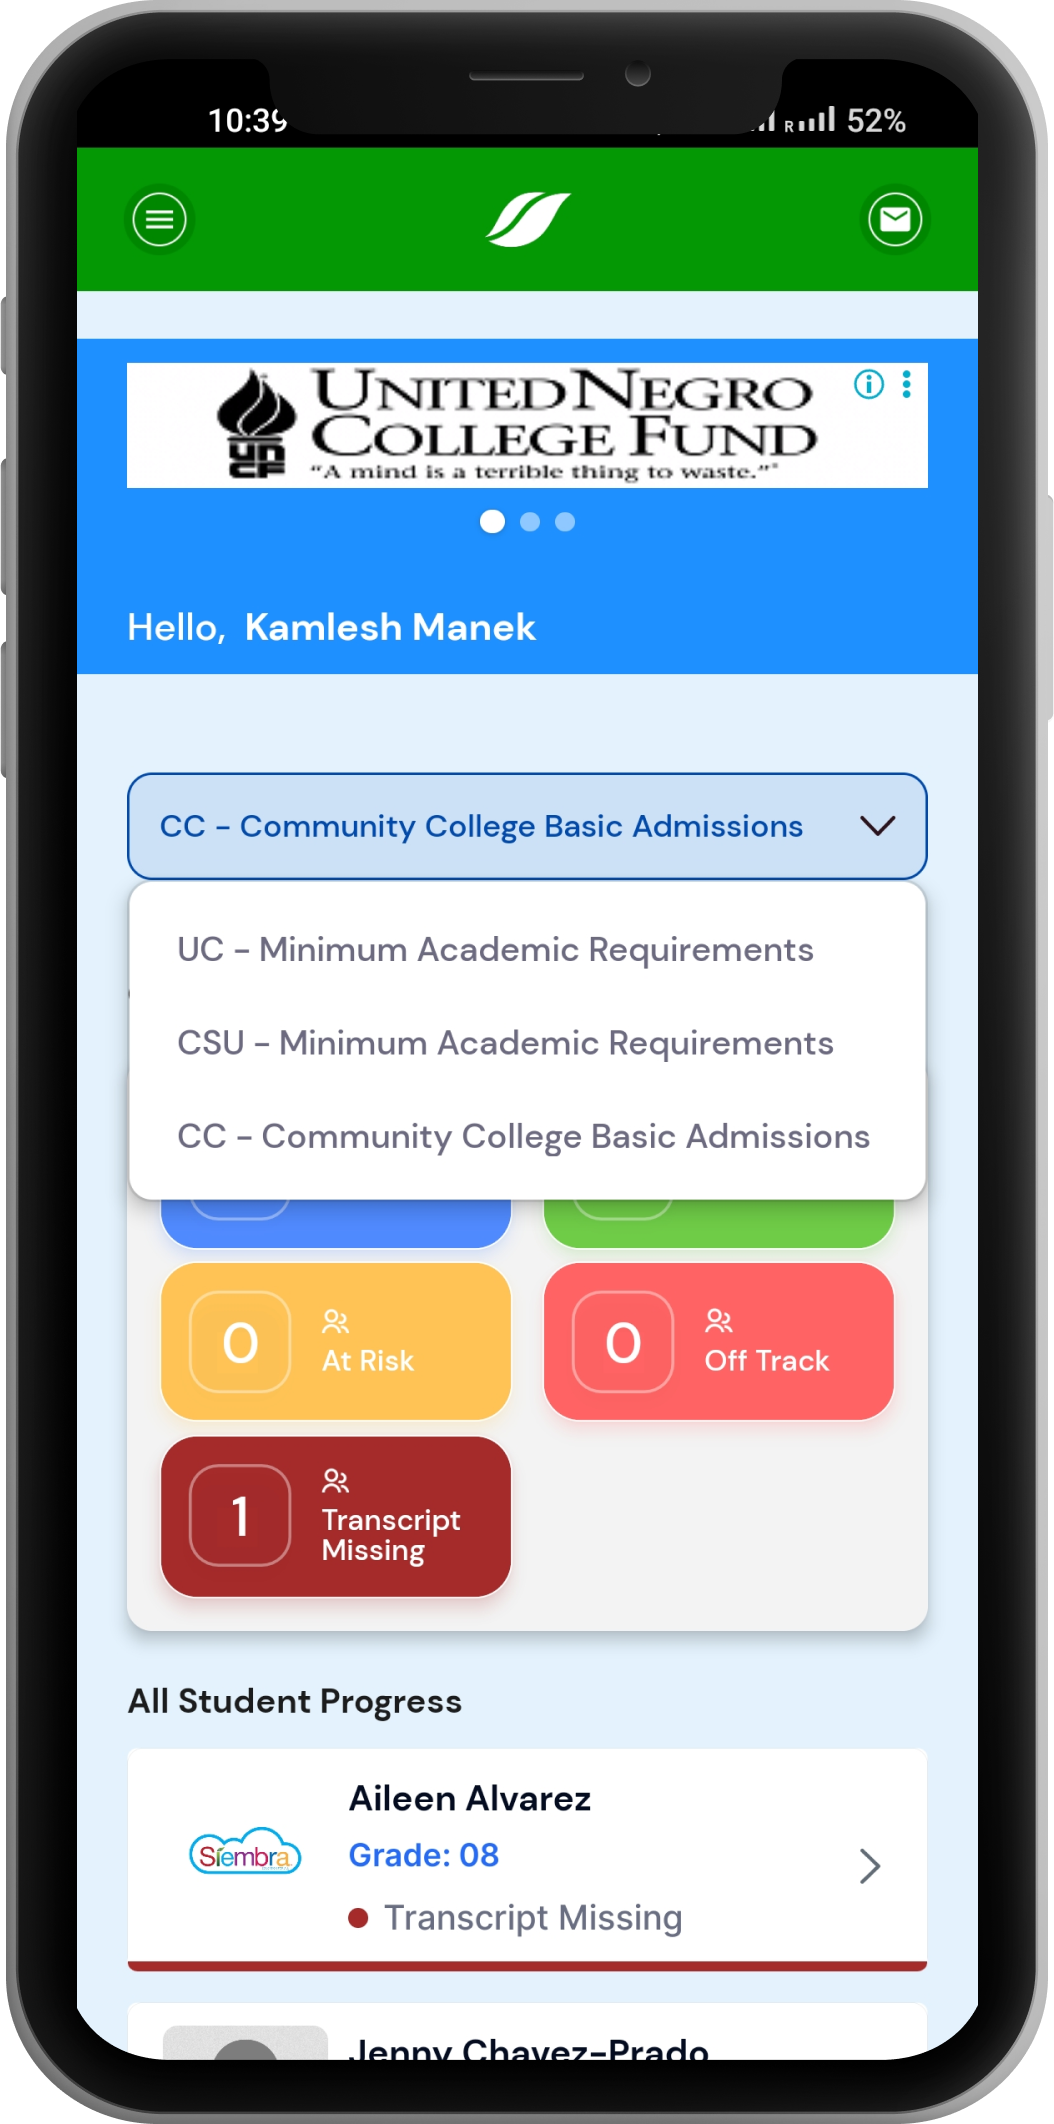 10:39
R 52%
UNITED NEGRO
COLLEGE FUND
UNCF
“A mind is a terrible thing to waste.”®
Hello, Kamlesh Manek
CC - Community College Basic Admissions
UC - Minimum Academic Requirements
CSU - Minimum Academic Requirements
CC - Community College Basic Admissions
0 At Risk
0 Off Track
1 Transcript
Missing
All Student Progress
Aileen Alvarez
Siembra
Grade: 08
Transcript Missing
Jenny Chavez-Prado